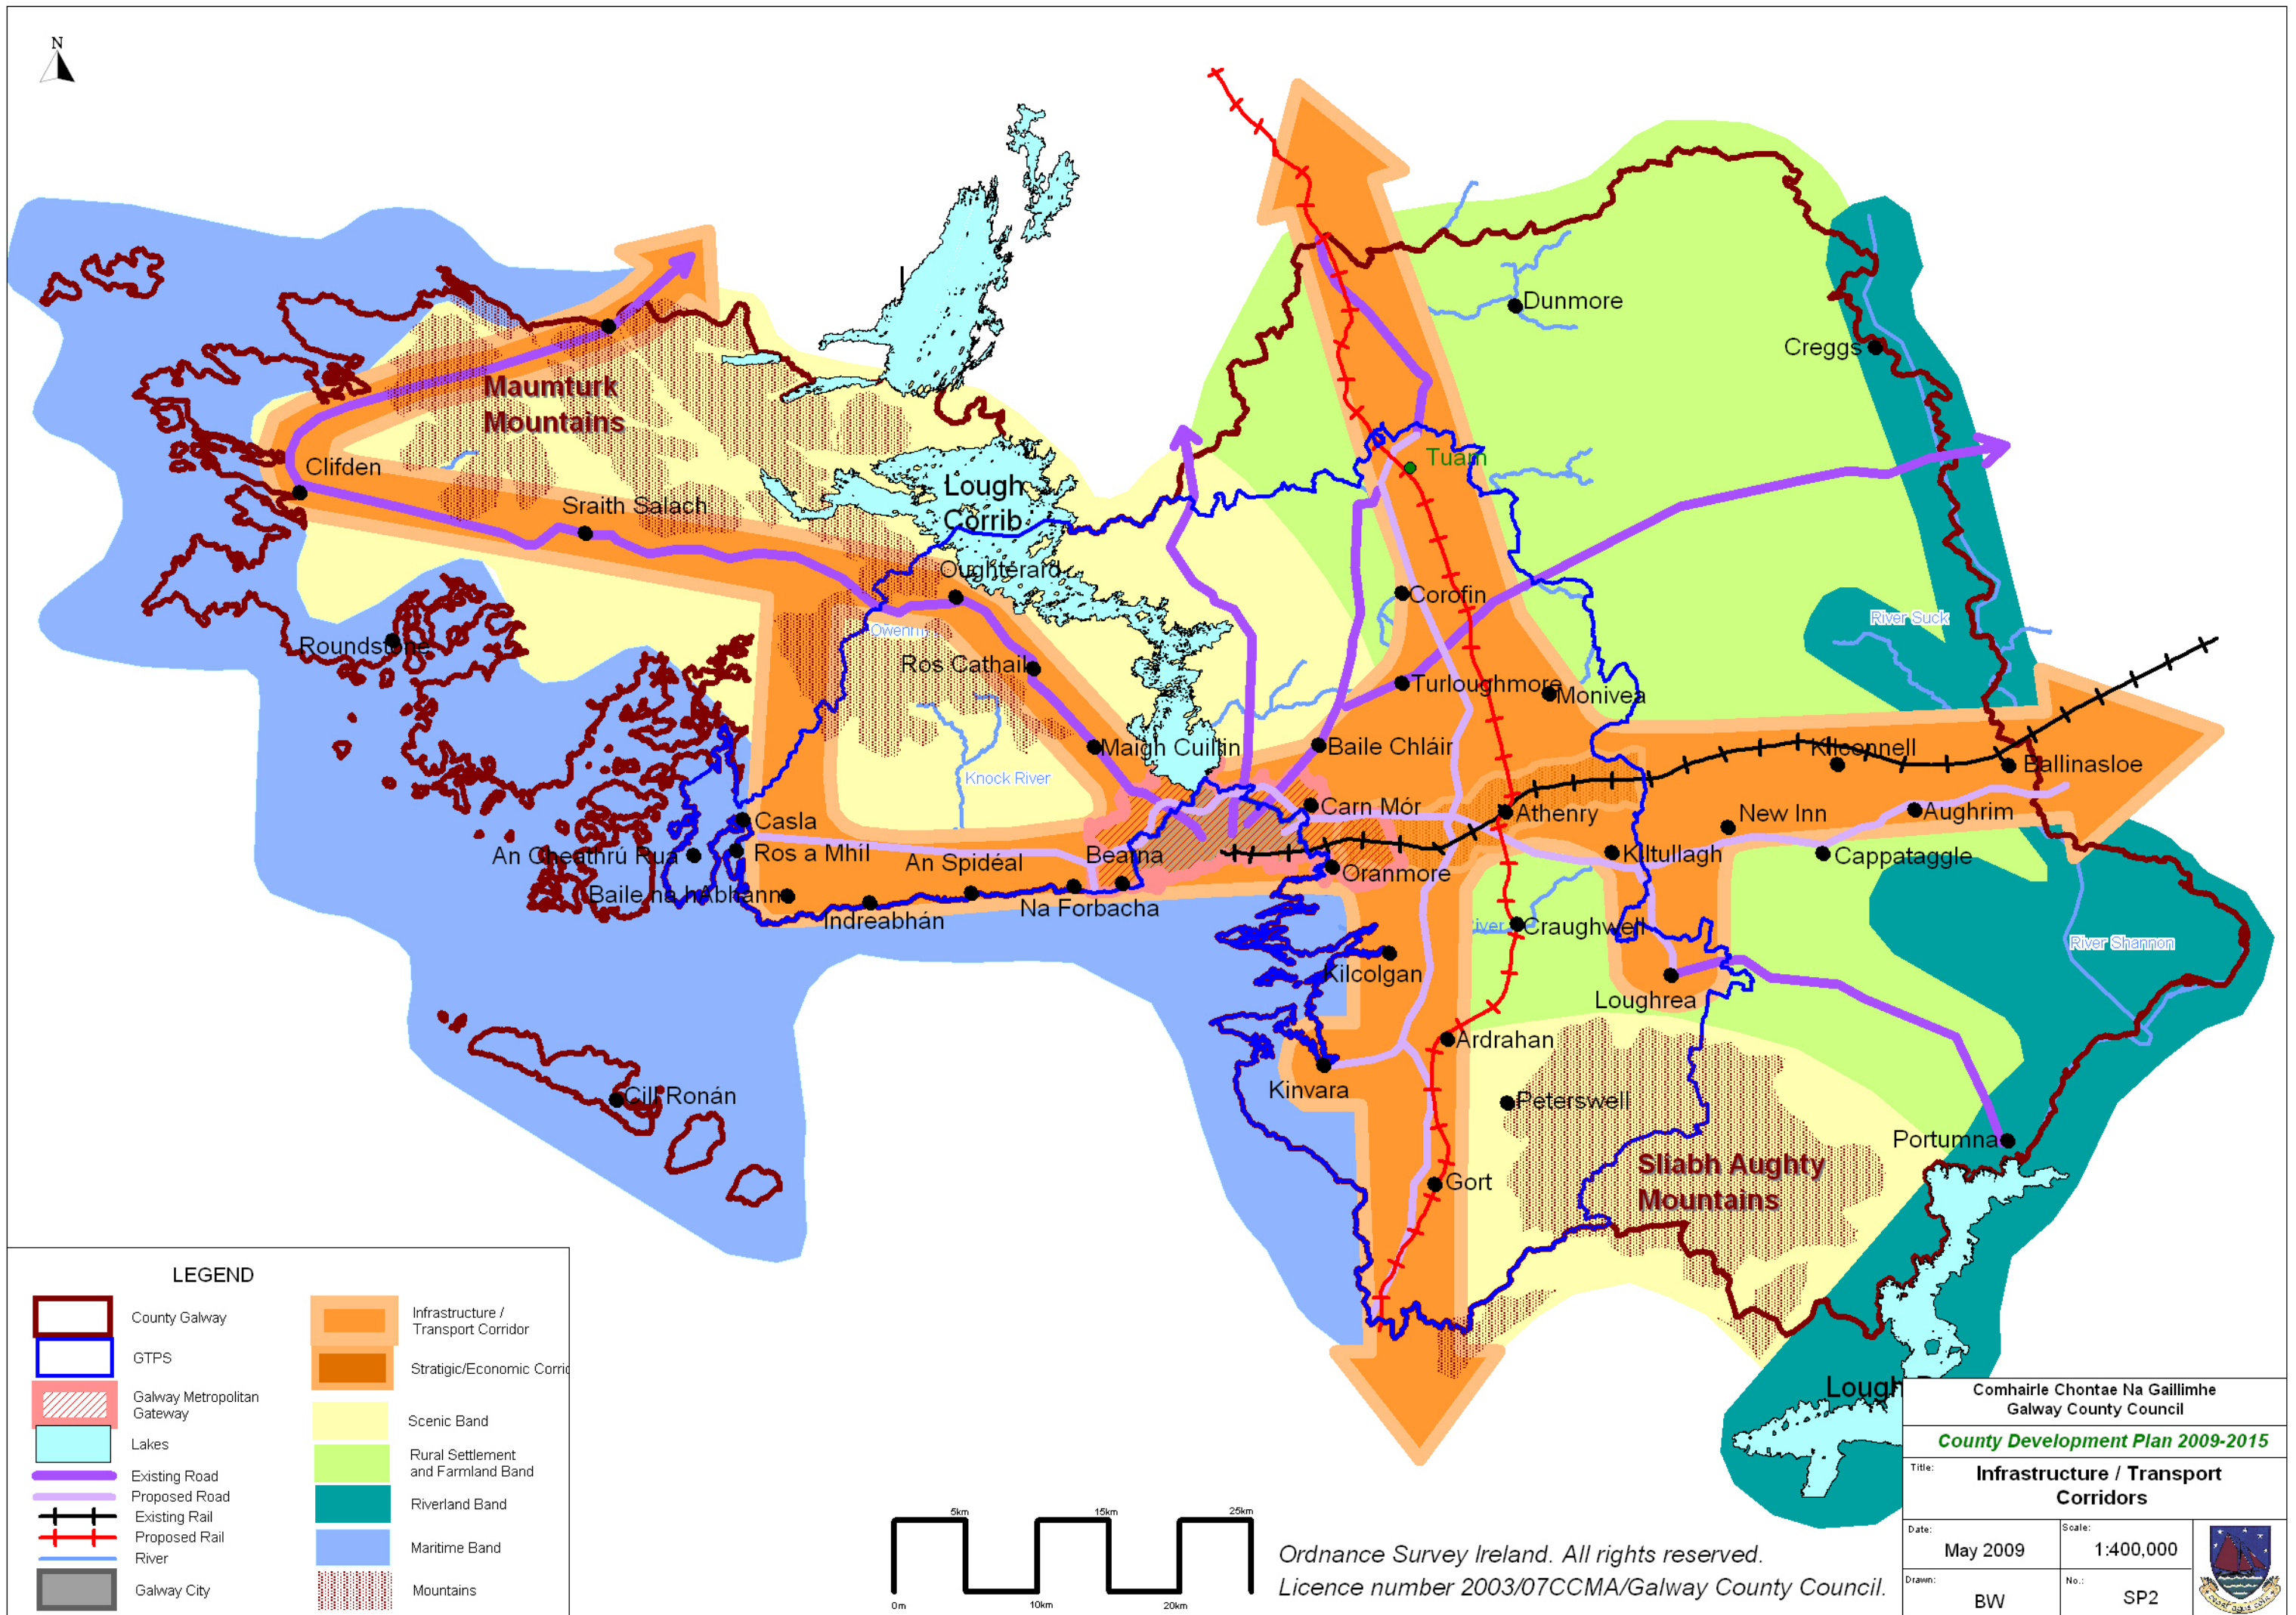 N
Dunmore
Creggs
Maumturk
Mountains
Clifden
Tuam
Sraith Salach
Lough
Corrib
Oughterard
Corofin
River Suck
Roundstone
Ros Cathail
Turloughmore
Monivea
Maigh Cuillin
Baile Chláir
Kilconnell
Ballinasloe
Knock River
Carn Mór
Athenry
New Inn
Aughrim
Casla
An Cheathrú Rua
Ros a Mhíl
An Spidéal
Bearna
Oranmore
Kiltullagh
Cappataggle
Baile na hAbhann
Indreabhán
Na Forbacha
River
Craughwell
River Shannon
Kilcolgan
Loughrea
Ardrahan
Kinvara
Cill Ronán
Peterswell
Portumna
Sliabh Aughty
Mountains
Gort
Lough
LEGEND
County Galway
GTPS
Galway Metropolitan
Gateway
Lakes
Existing Road
Proposed Road
Existing Rail
Proposed Rail
River
Galway City
Infrastructure /
Transport Corridor
Stratigic/Economic Corri
Scenic Band
Rural Settlement
and Farmland Band
Riverland Band
Maritime Band
Mountains
5km
15km
25km
0m
10km
20km
Ordnance Survey Ireland. All rights reserved.
Licence number 2003/07CCMA/Galway County Council.
Comhairle Chontae Na Gaillimhe
Galway County Council
County Development Plan 2009-2015
Title:
Infrastructure / Transport
Corridors
Date:
May 2009
Scale:
1:400,000
Drawn:
BW
No.:
SP2